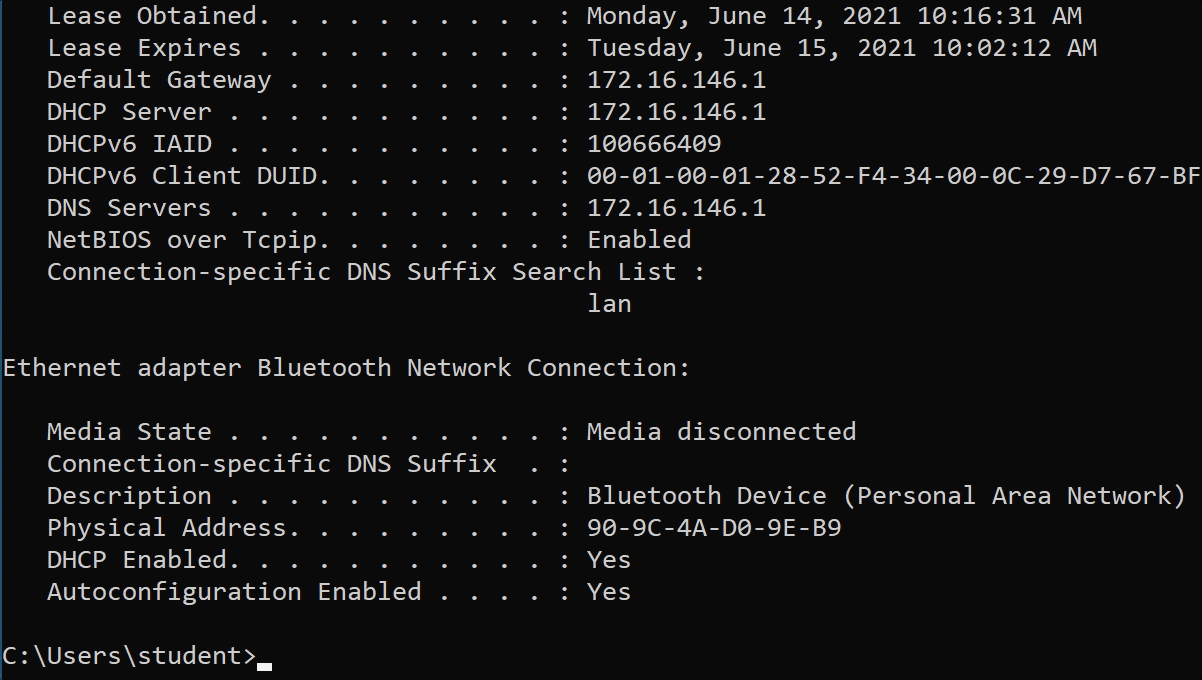 Lease Obtained. . . . . . . . . . : Monday, June 14, 2021 10:16:31 AM
Lease Expires . . . . . . . . . . : Tuesday, June 15, 2021 10:02:12 AM
Default Gateway . . . . . . . . . : 172.16.146.1
DHCP Server . . . . . . . . . . . : 172.16.146.1
DHCPv6 IAID . . . . . . . . . . . : 100666409
DHCPv6 Client DUID. . . . . . . . : 00-01-00-01-28-52-F4-34-00-0C-29-D7-67-BF
DNS Servers . . . . . . . . . . . : 172.16.146.1
NetBIOS over Tcpip. . . . . . . . : Enabled
Connection-specific DNS Suffix Search List :
lan
Ethernet adapter Bluetooth Network Connection:
Media State . . . . . . . . . . . : Media disconnected
Connection-specific DNS Suffix  . :
Description . . . . . . . . . . . : Bluetooth Device (Personal Area Network)
Physical Address. . . . . . . . . : 90-9C-4A-D0-9E-B9
DHCP Enabled. . . . . . . . . . . : Yes
Autoconfiguration Enabled . . . . : Yes
C:\Users\student>